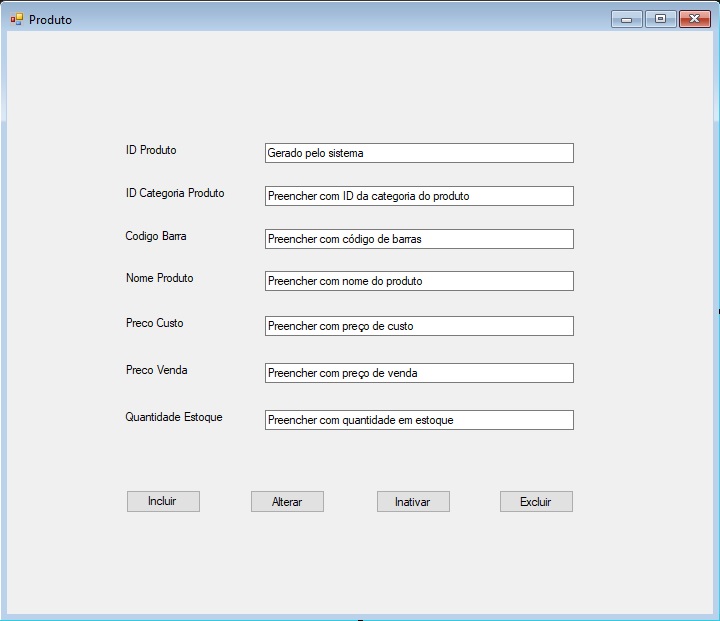 Produto
ID Produto Gerado pelo sistema
ID Categoria Produto Preencher com ID da categoria do produto
Codigo Barra Preencher com código de barras
Nome Produto Preencher com nome do produto
Preco Custo Preencher com preço de custo
Preco Venda Preencher com preço de venda
Quantidade Estoque Preencher com quantidade em estoque
Incluir Alterar Inativar Excluir